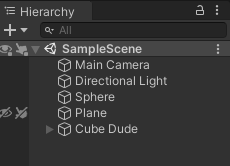 Hierarchy
All
SampleScene
Main Camera
Directional Light
Sphere
Plane
Cube Dude